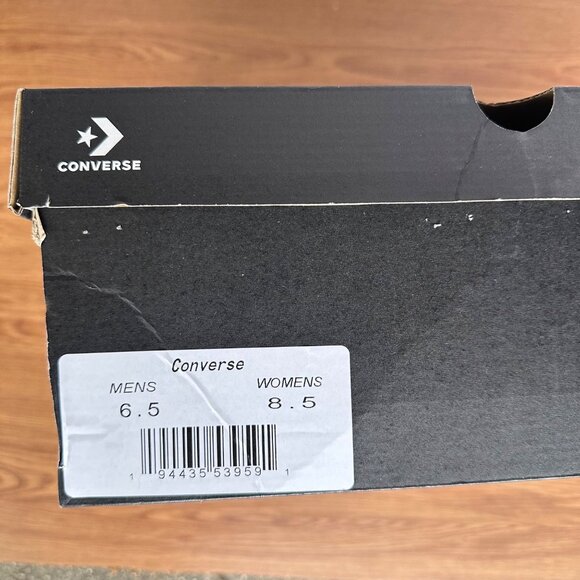 CONVERSE
Converse
MENS WOMENS
6.5 8.5
1 94435 53959 1